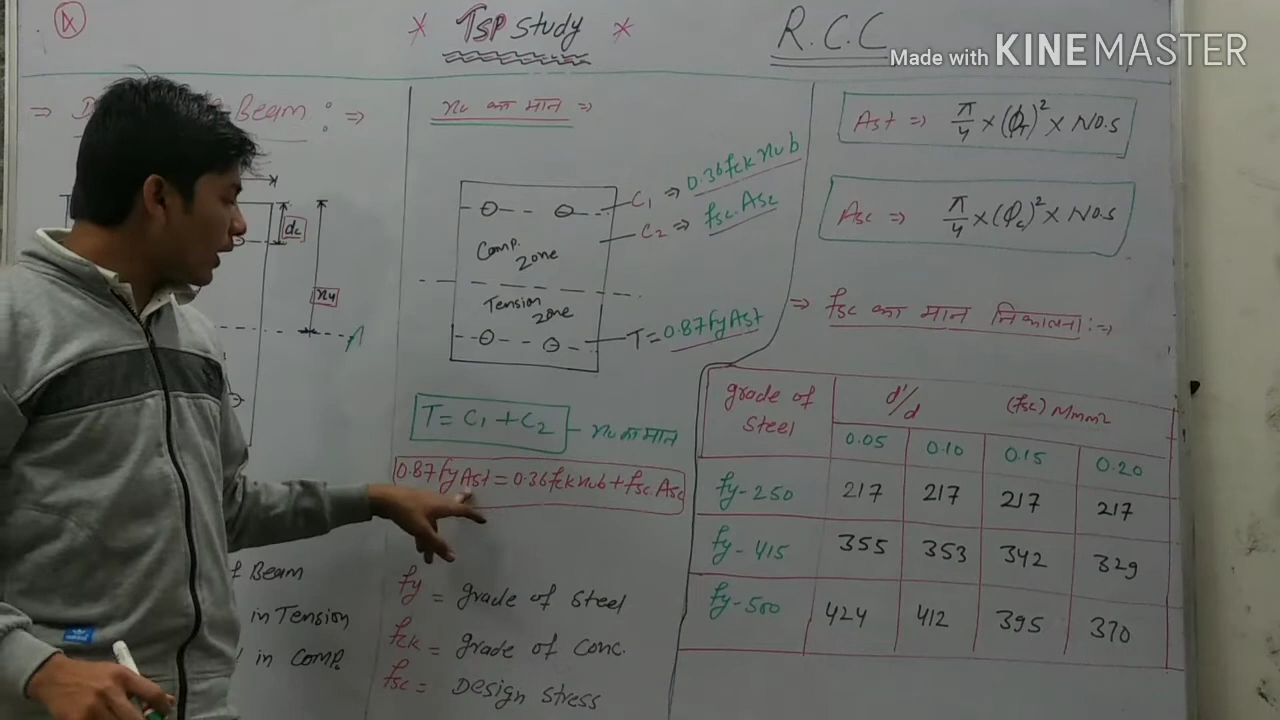 4
* TSP Study *
R.C.C
Made with KINEMASTER
⇒ Beam : ⇒
dc
xu
Beam
in Tension
in Comp.
xu का मान ⇒
C1 ⇒ 0.36fck xu b
C2 ⇒ fsc.Asc
Comp. zone
Tension zone
T= 0.87fyAst
T= C1 + C2 - xu का मान
0.87fyAst = 0.36fck xu b + fsc.Asc
fy = grade of steel
fck = grade of conc.
fsc = Design stress
Ast ⇒ π/4 × (ΦT)² × NO.S
Asc ⇒ π/4 × (Φc)² × NO.S
⇒ fsc का मान निकालना :⇒
grade of steel d'/d (fsc) N/mm2
0.05 0.10 0.15 0.20
fy-250 217 217 217 217
fy-415 355 353 342 329
fy-500 424 412 395 370